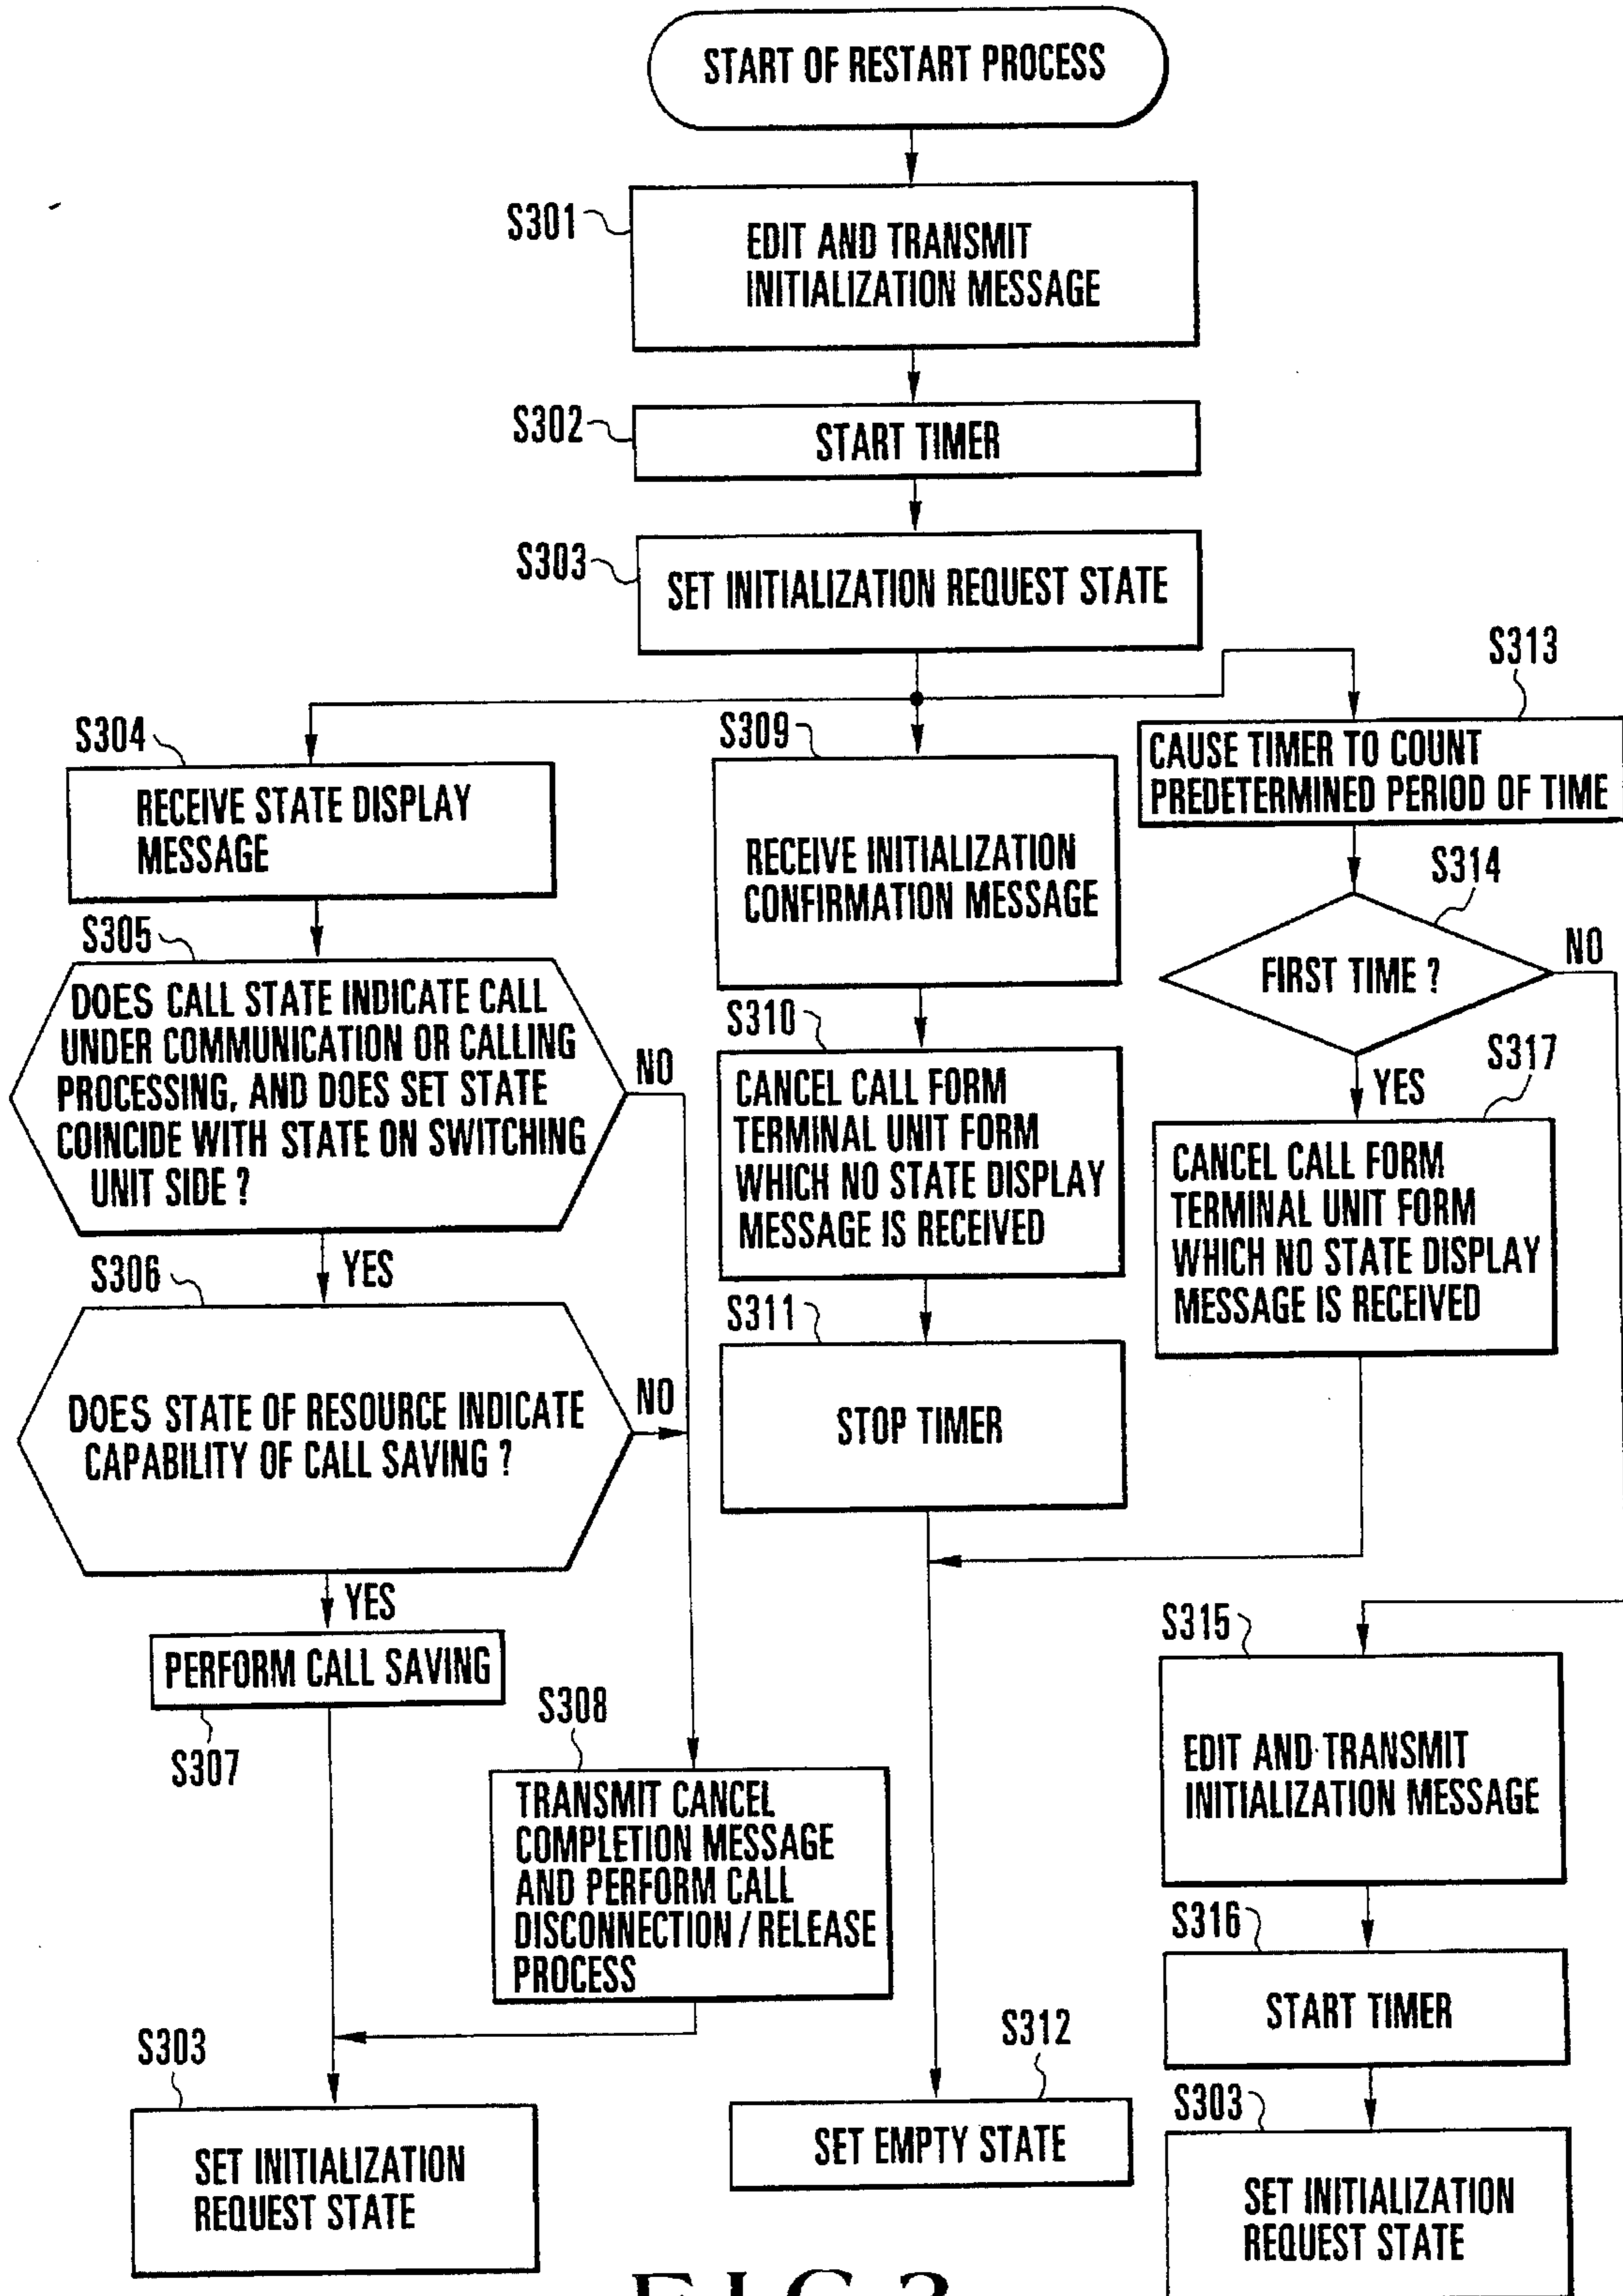 START OF RESTART PROCESS
S301
EDIT AND TRANSMIT
INITIALIZATION MESSAGE
S302
START TIMER
S303
SET INITIALIZATION REQUEST STATE
S304
RECEIVE STATE DISPLAY
MESSAGE
S305
DOES CALL STATE INDICATE CALL
UNDER COMMUNICATION OR CALLING
PROCESSING, AND DOES SET STATE
COINCIDE WITH STATE ON SWITCHING
UNIT SIDE ?
NO
YES
S306
DOES STATE OF RESOURCE INDICATE
CAPABILITY OF CALL SAVING ?
NO
YES
PERFORM CALL SAVING
S307
S308
TRANSMIT CANCEL
COMPLETION MESSAGE
AND PERFORM CALL
DISCONNECTION / RELEASE
PROCESS
S303
SET INITIALIZATION
REQUEST STATE
S309
RECEIVE INITIALIZATION
CONFIRMATION MESSAGE
S310
CANCEL CALL FORM
TERMINAL UNIT FORM
WHICH NO STATE DISPLAY
MESSAGE IS RECEIVED
S311
STOP TIMER
S312
SET EMPTY STATE
S313
CAUSE TIMER TO COUNT
PREDETERMINED PERIOD OF TIME
S314
FIRST TIME ?
NO
YES
S317
CANCEL CALL FORM
TERMINAL UNIT FORM
WHICH NO STATE DISPLAY
MESSAGE IS RECEIVED
S315
EDIT AND TRANSMIT
INITIALIZATION MESSAGE
S316
START TIMER
S303
SET INITIALIZATION
REQUEST STATE